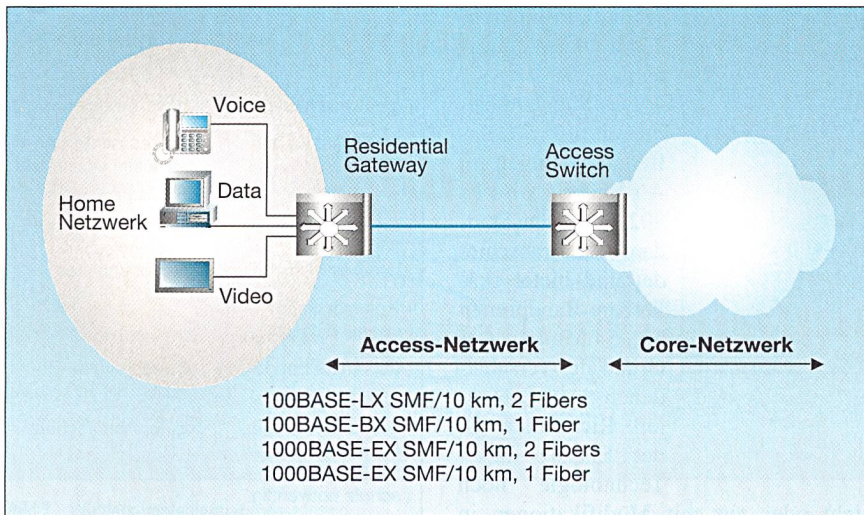 Voice
Residential
Gateway
Access
Switch
Home
Netzwerk
Data
Video
Access-Netzwerk
Core-Netzwerk
100BASE-LX SMF/10 km, 2 Fibers
100BASE-BX SMF/10 km, 1 Fiber
1000BASE-EX SMF/10 km, 2 Fibers
1000BASE-EX SMF/10 km, 1 Fiber